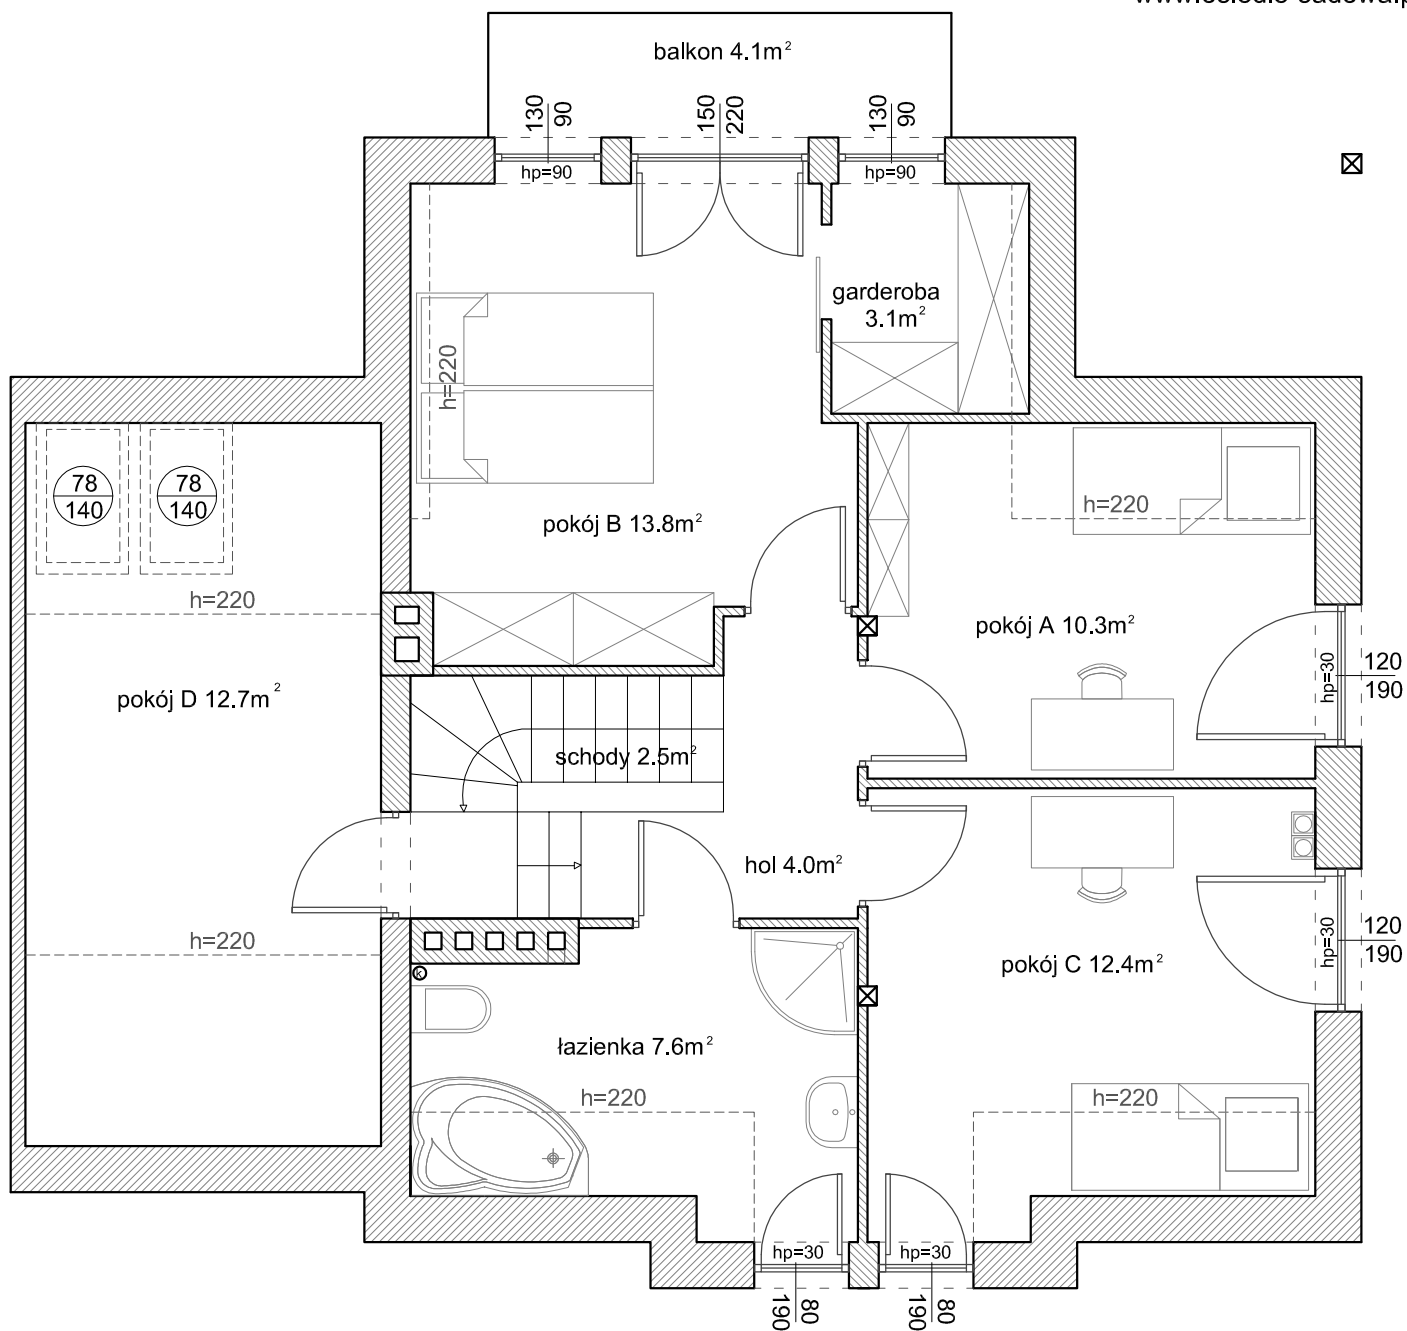 balkon 4.1m²
130
90
150
220
130
90
hp=90
hp=90
garderoba
3.1m²
h=220
78
140
78
140
h=220
pokój B 13.8m²
h=220
pokój A 10.3m²
hp=30
120
190
pokój D 12.7m²
schody 2.5m²
hol 4.0m²
h=220
hp=30
120
190
pokój C 12.4m²
K
łazienka 7.6m²
h=220
h=220
hp=30
hp=30
80
190
80
190